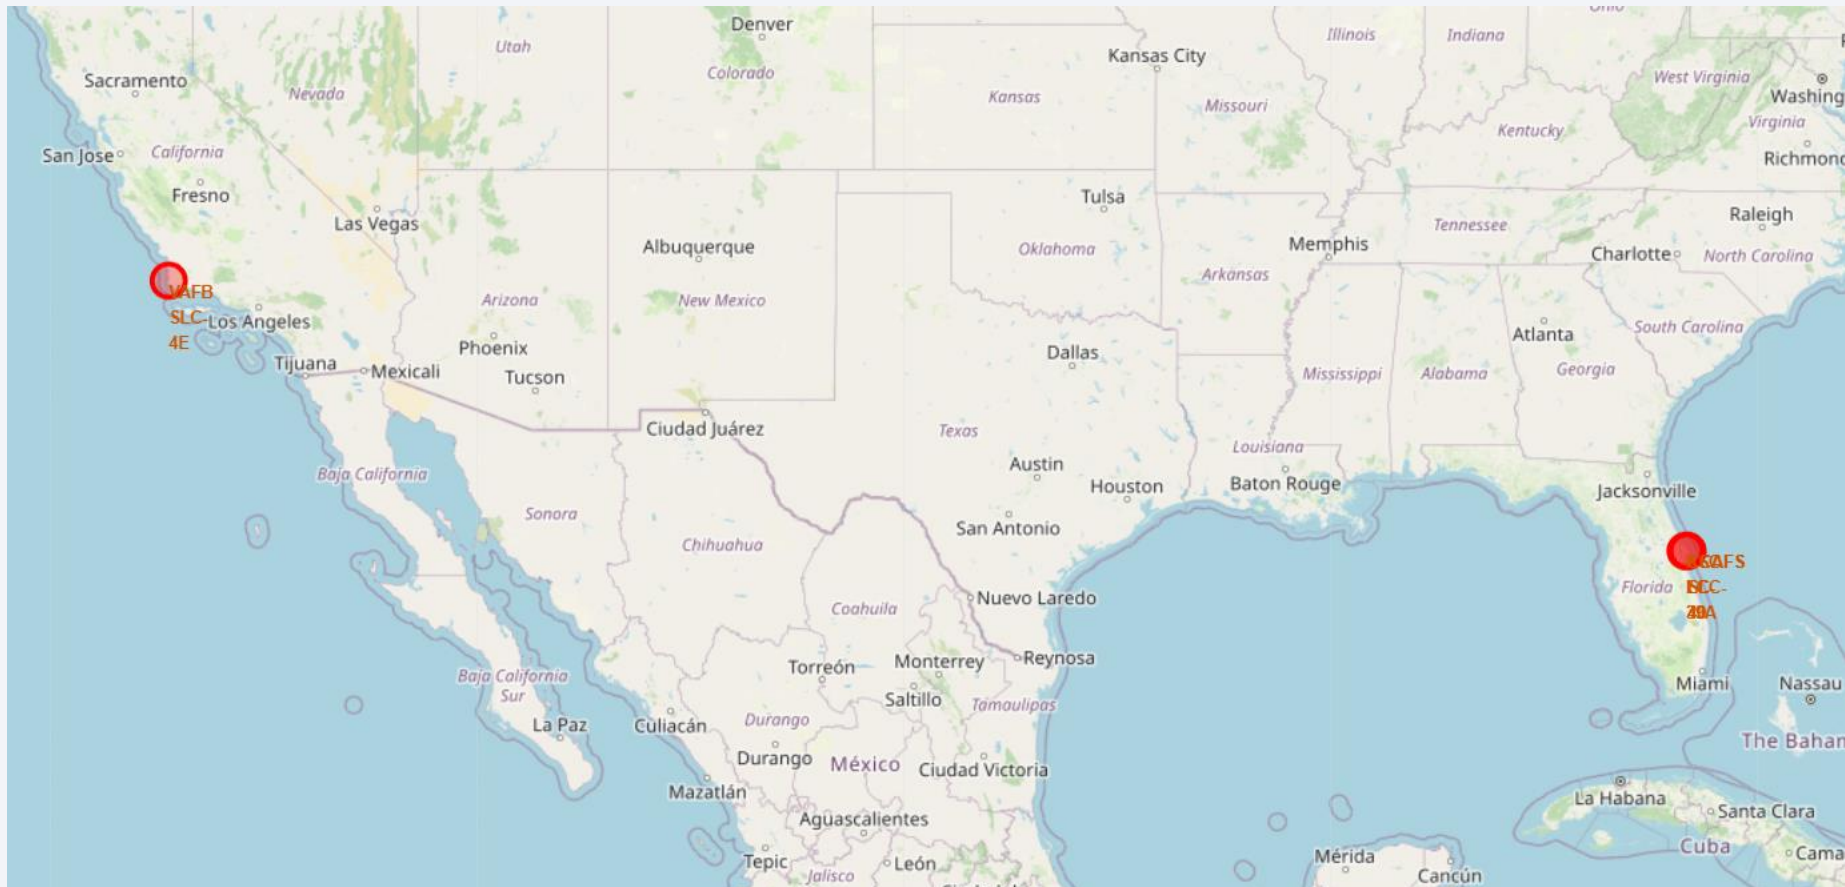 Ohio
Denver
Utah
Colorado
Kansas City
Illinois
Indiana
Sacramento
Nevada
Kansas
Missouri
West Virginia
Washing
Kentucky
Virginia
San Jose
California
Richmond
Fresno
Tulsa
Las Vegas
Raleigh
Tennessee
Albuquerque
Oklahoma
Memphis
Charlotte
North Carolina
Arkansas
VAFB
SLC-
4E
Arizona
New Mexico
Los Angeles
South Carolina
Atlanta
Phoenix
Dallas
Tijuana
Mexicali
Tucson
Mississippi
Alabama
Georgia
Ciudad Juárez
Texas
Louisiana
Austin
Baja California
Houston
Baton Rouge
Jacksonville
Sonora
San Antonio
Chihuahua
Florida
Coahuila
Nuevo Laredo
Torreón
Monterrey
Reynosa
Baja California
Sur
Saltillo
Tamaulipas
Miami
Nassau
La Paz
Culiacán
Durango
The Baham
Durango
México
Ciudad Victoria
Mazatlán
La Habana
Santa Clara
Aguascalientes
Cuba
Cama
Tepic
León
Jalisco
Mérida
Cancún